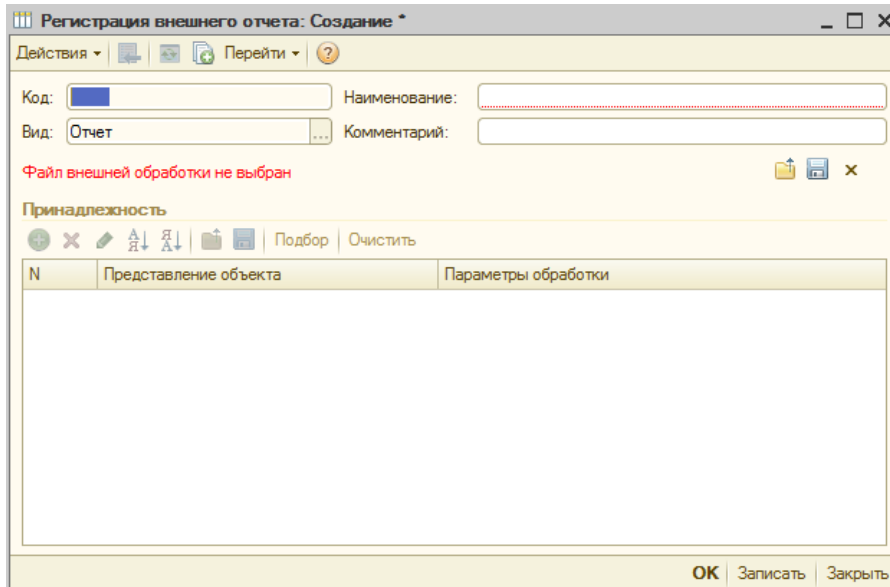 Регистрация внешнего отчета: Создание *
Действия Перейти
Код: Наименование:
Вид: Отчет ... Комментарий:
Файл внешней обработки не выбран
Принадлежность
Подбор Очистить
N Представление объекта Параметры обработки
OK Записать Закрыть